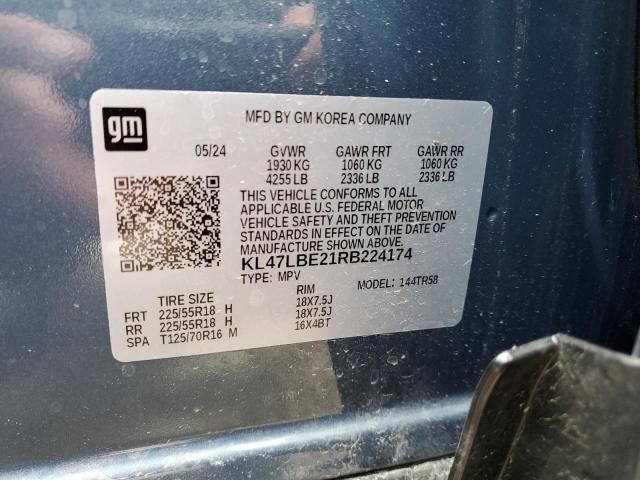 gm
MFD BY GM KOREA COMPANY
05/24 GVWR GAWR FRT GAWR RR
1930 KG 1060 KG 1060 KG
4255 LB 2336 LB 2336 LB
THIS VEHICLE CONFORMS TO ALL
APPLICABLE U.S. FEDERAL MOTOR
VEHICLE SAFETY AND THEFT PREVENTION
STANDARDS IN EFFECT ON THE DATE OF
MANUFACTURE SHOWN ABOVE.
KL47LBE21RB224174
TYPE: MPV MODEL: 144TR58
TIRE SIZE RIM
FRT 225/55R18 H 18X7.5J
RR 225/55R18 H 18X7.5J
SPA T125/70R16 M 16X4BT